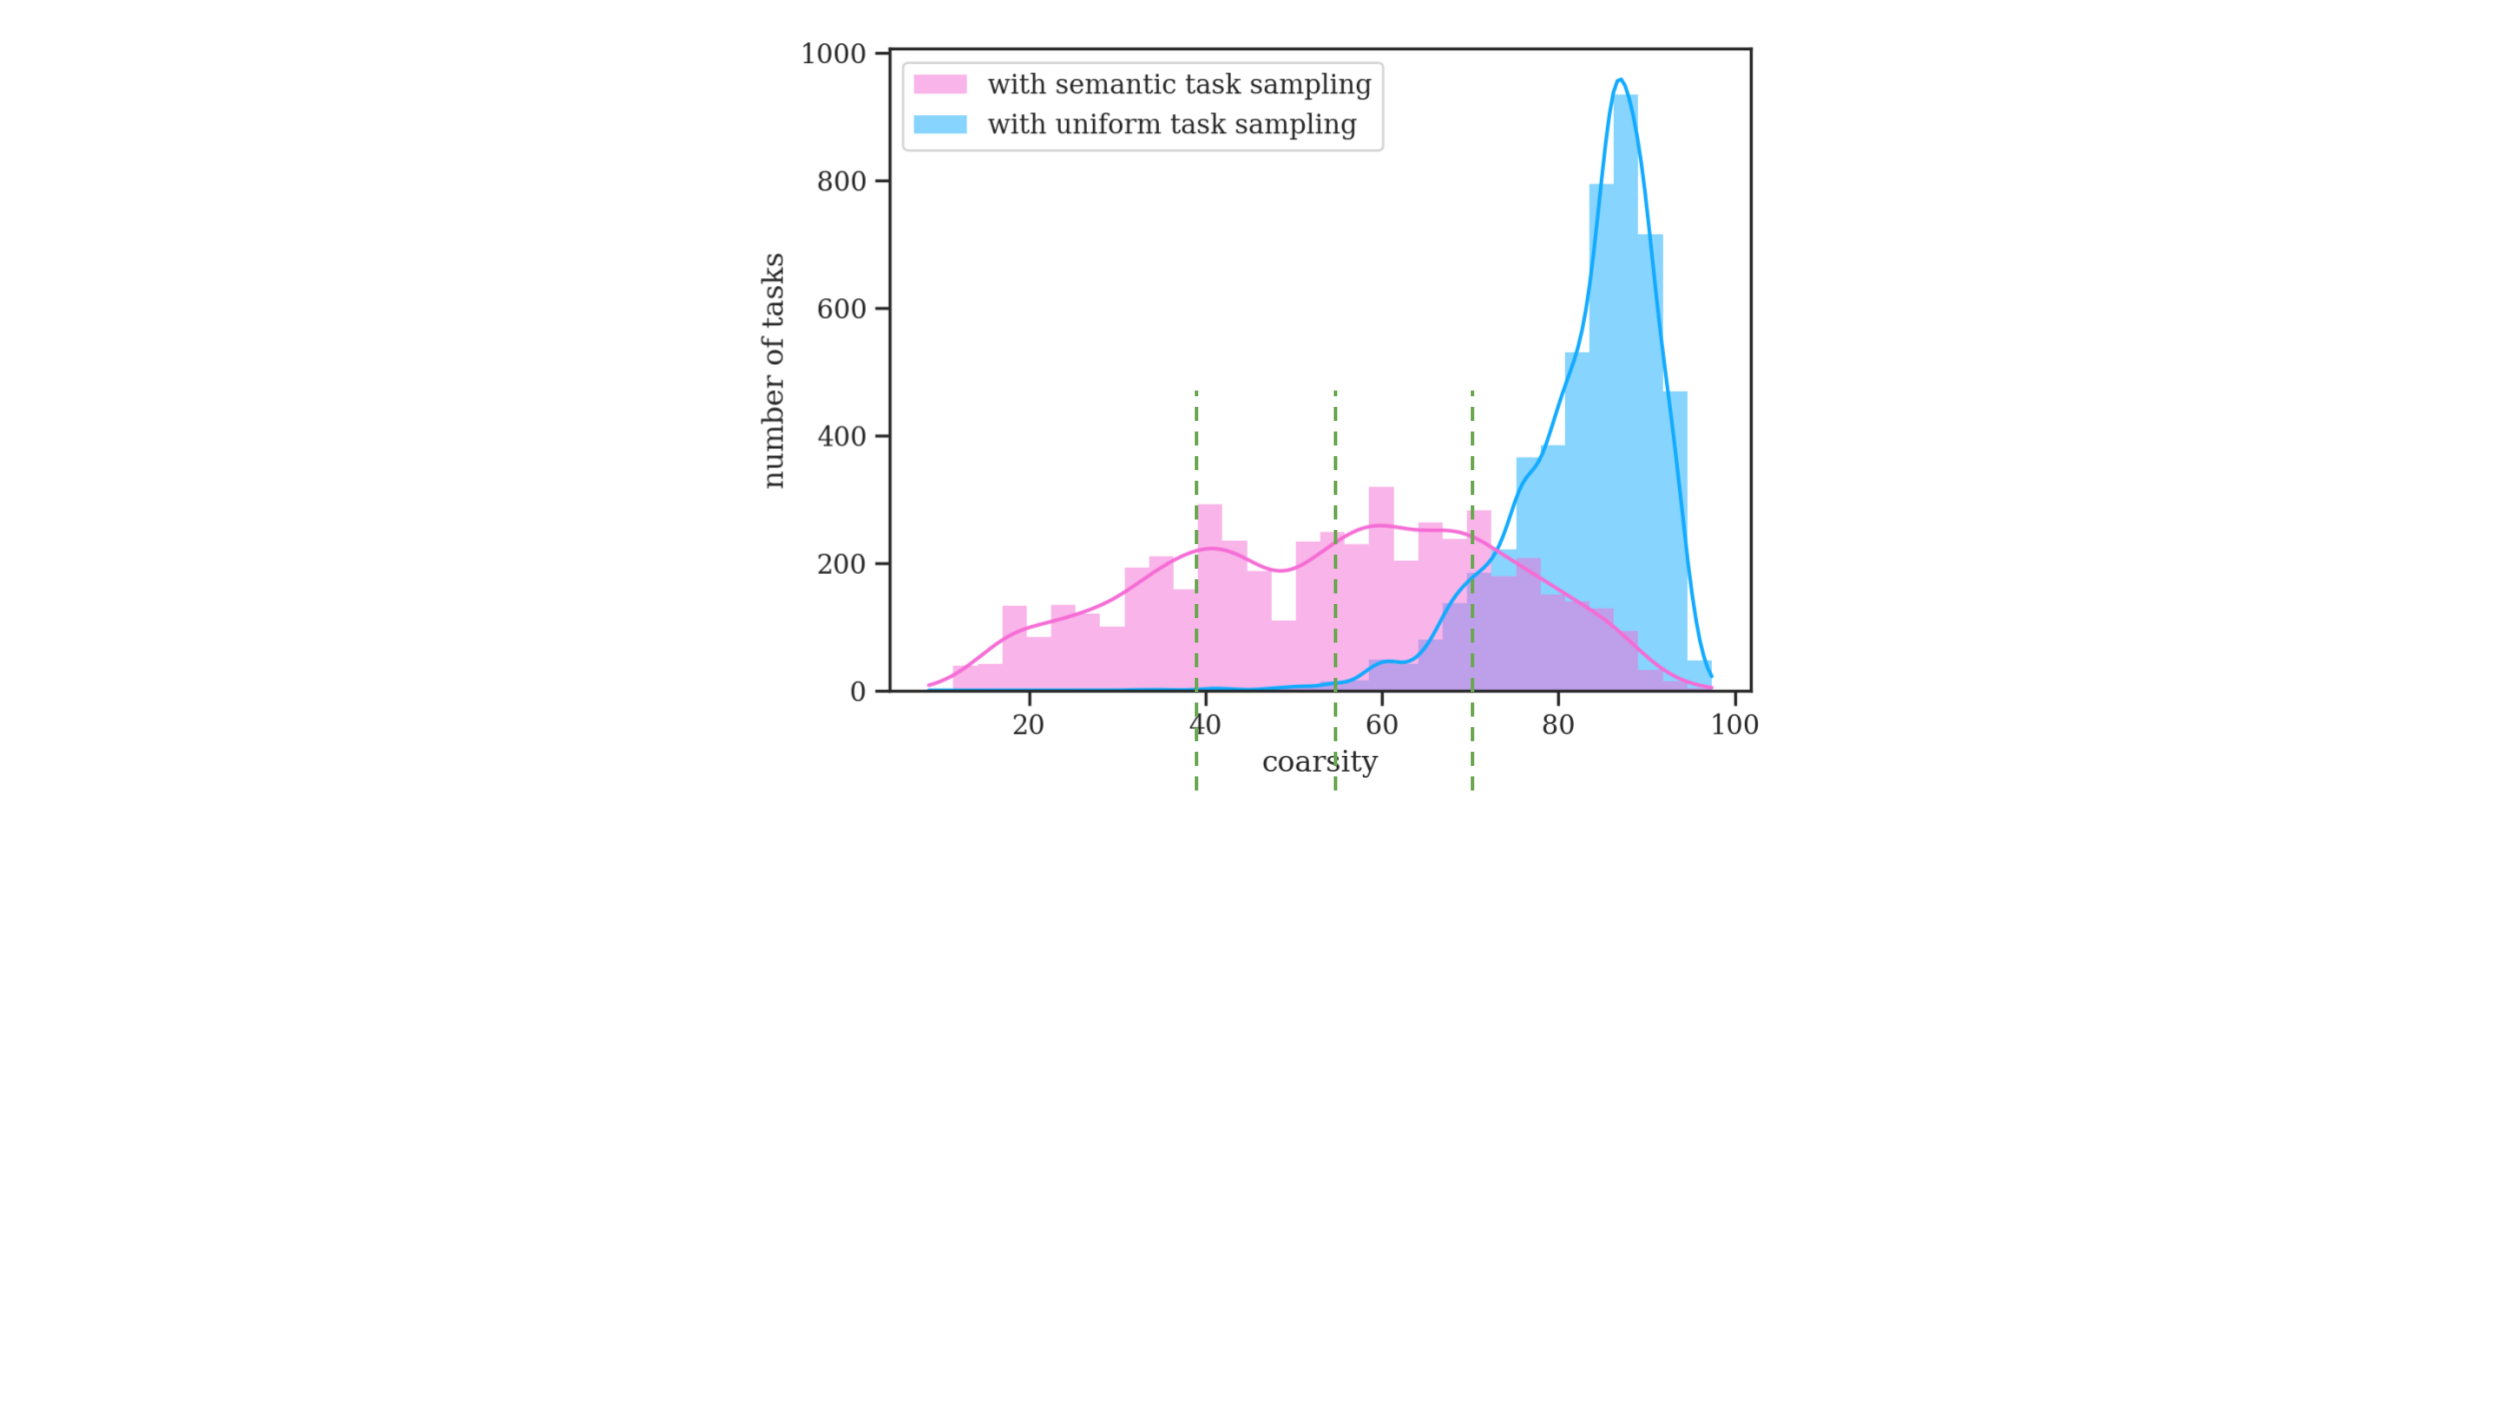 1000
800
600
400
200
0
number of tasks
with semantic task sampling
with uniform task sampling
20 40 60 80 100
coarsity